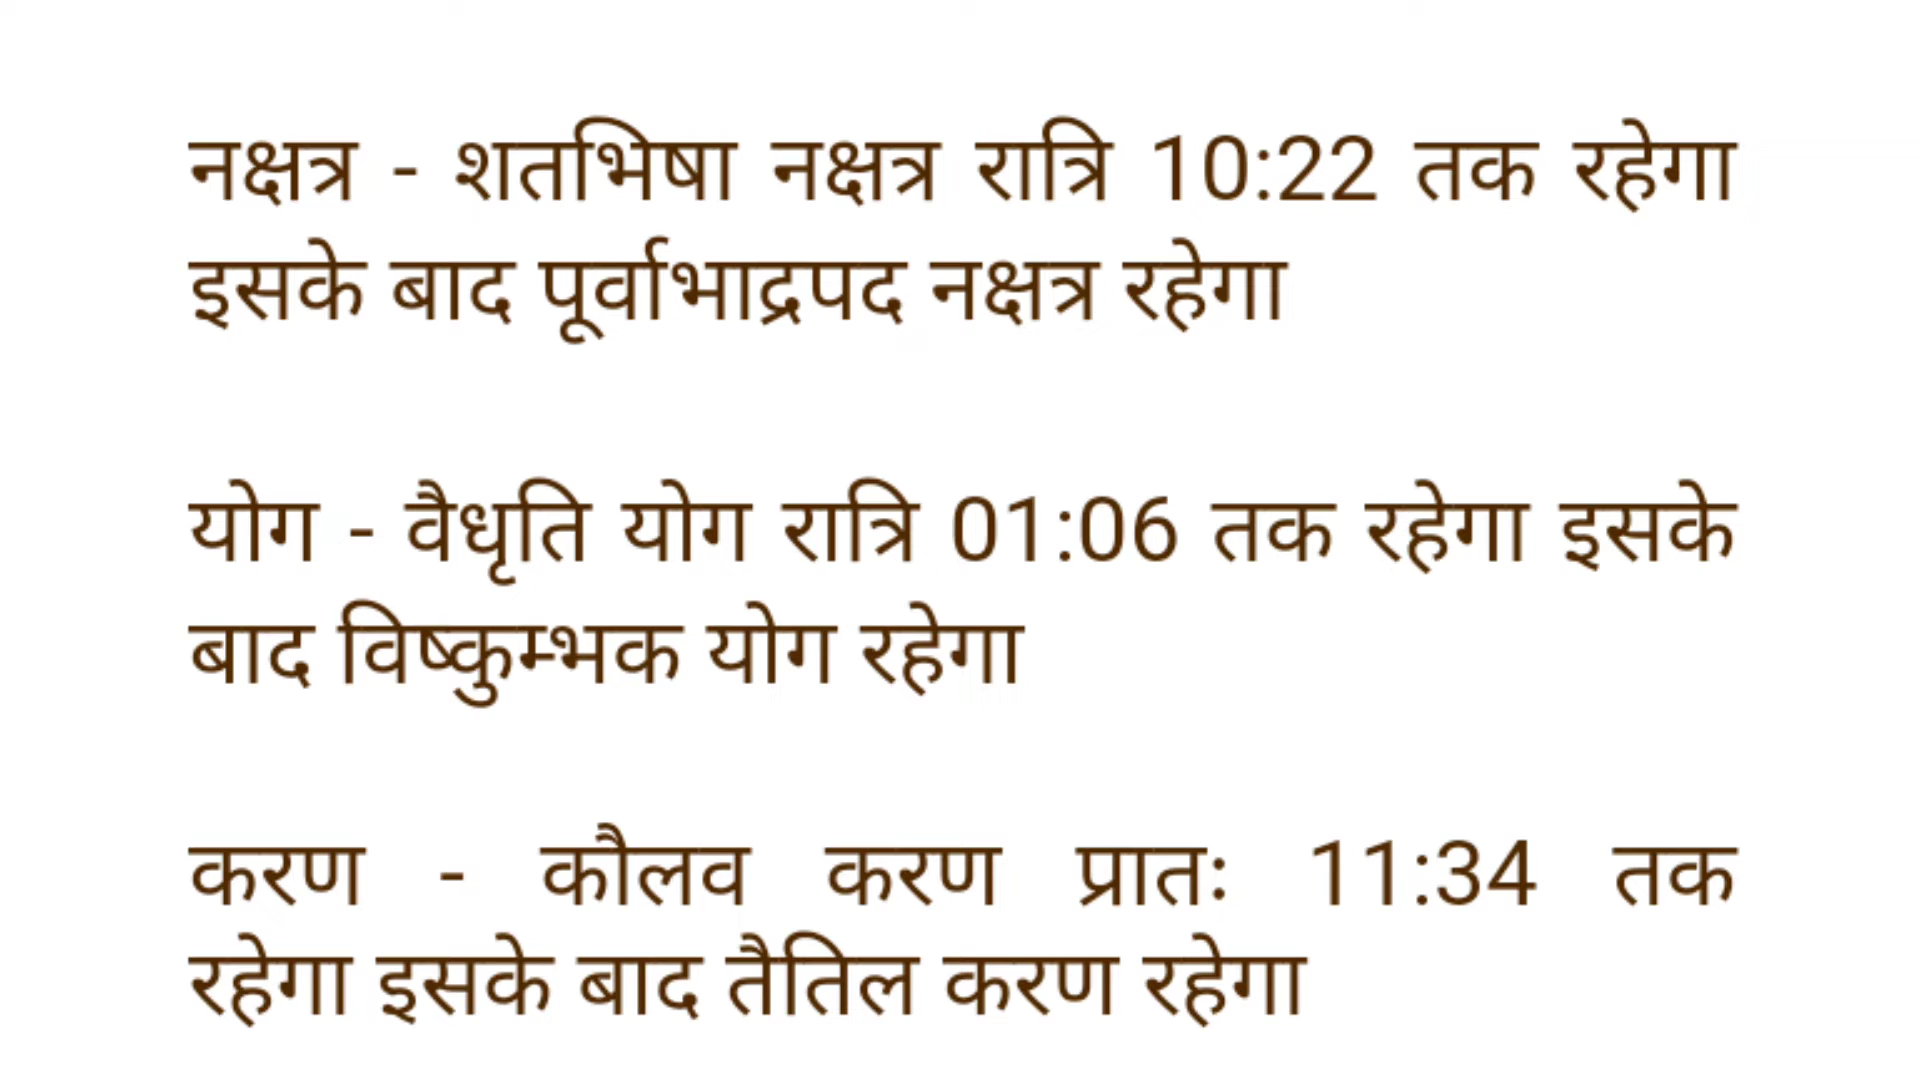 नक्षत्र - शतभिषा नक्षत्र रात्रि 10:22 तक रहेगा
इसके बाद पूर्वाभाद्रपद नक्षत्र रहेगा
योग - वैधृति योग रात्रि 01:06 तक रहेगा इसके
बाद विष्कुम्भक योग रहेगा
करण - कौलव करण प्रातः 11:34 तक
रहेगा इसके बाद तैतिल करण रहेगा